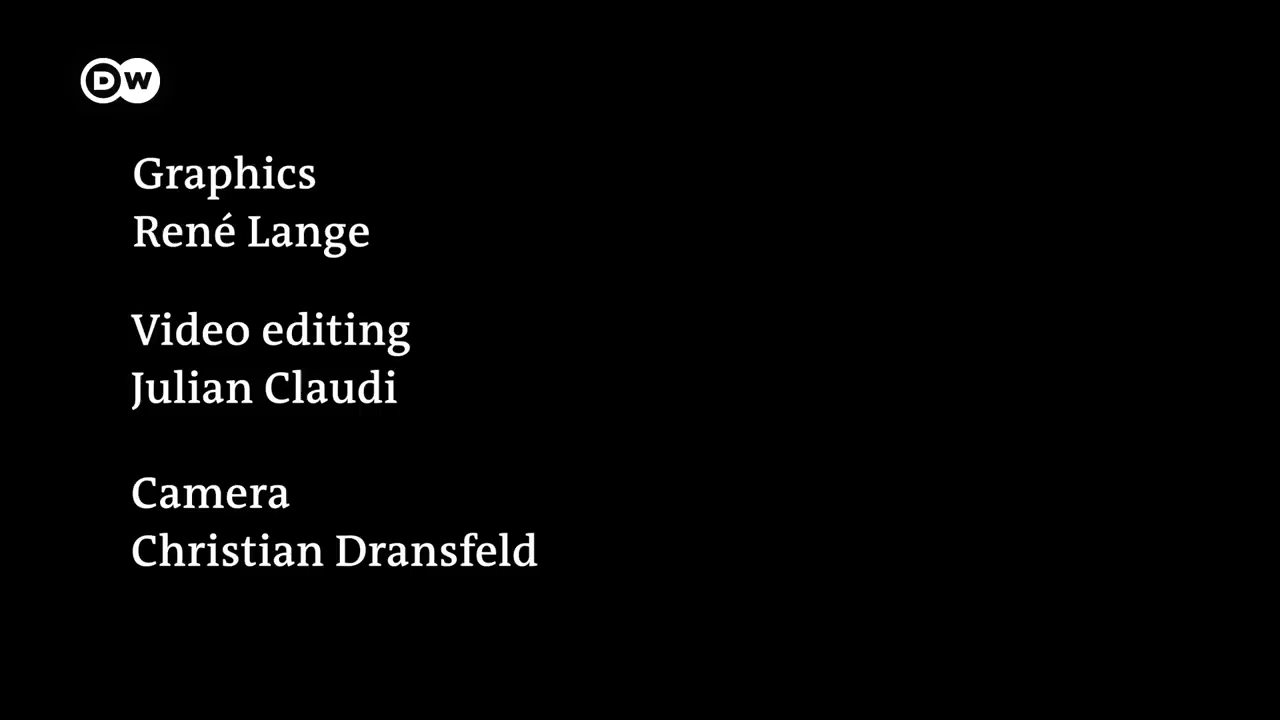 DW
Graphics
René Lange
Video editing
Julian Claudi
Camera
Christian Dransfeld